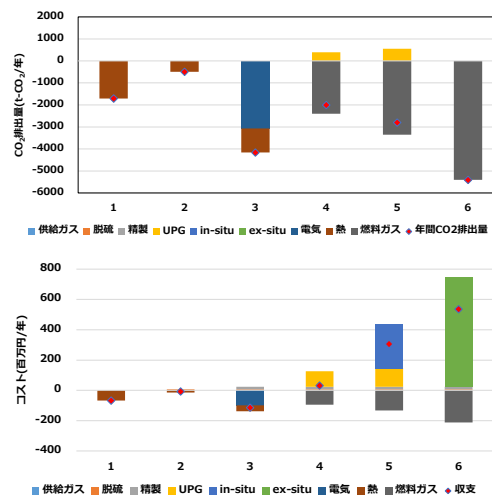 2000
1000
0
-1000
-2000
-3000
-4000
-5000
-6000
CO₂排出量(t-CO₂/年)
1 2 3 4 5 6
供給ガス 脱硫 精製 UPG in-situ ex-situ 電気 熱 燃料ガス 年間CO2排出量
800
600
400
200
0
-200
-400
コスト(百万円/年)
1 2 3 4 5 6
供給ガス 脱硫 精製 UPG in-situ ex-situ 電気 熱 燃料ガス 収支